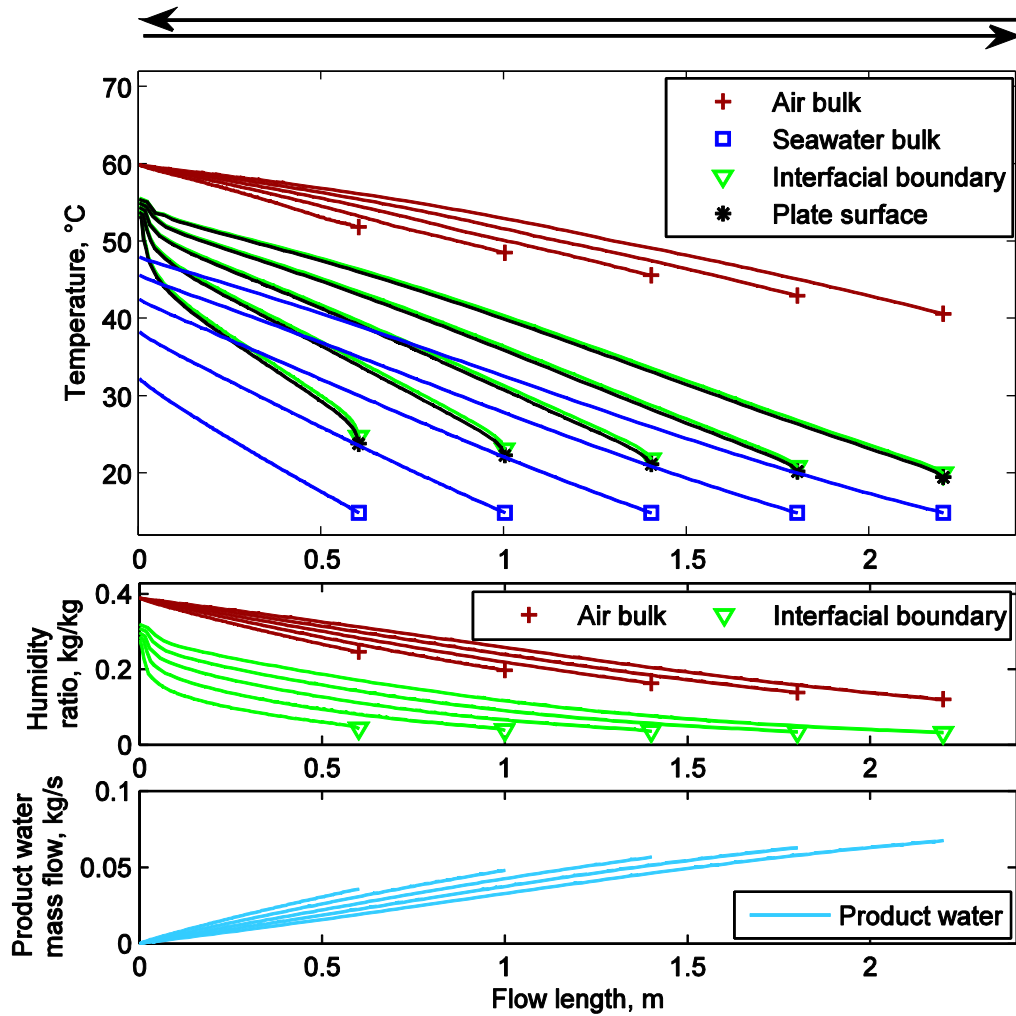 70
60
50
40
30
20
Temperature, °C
Air bulk
Seawater bulk
Interfacial boundary
Plate surface
0 0.5 1 1.5 2
0.4
0.2
0
Humidity
ratio, kg/kg
Air bulk Interfacial boundary
0 0.5 1 1.5 2
0.1
0.05
0
Product water
mass flow, kg/s
Product water
0 0.5 1 1.5 2
Flow length, m